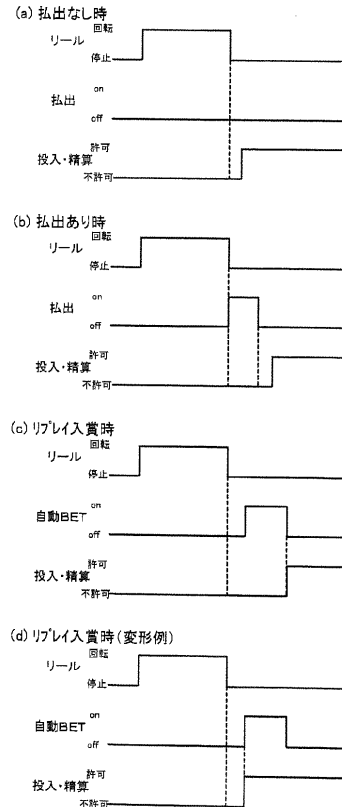 (a) 払出なし時
回転
リール
停止
on
払出
off
許可
投入・精算
不許可
(b) 払出あり時
回転
リール
停止
on
払出
off
許可
投入・精算
不許可
(c) リプレイ入賞時
回転
リール
停止
on
自動BET
off
許可
投入・精算
不許可
(d) リプレイ入賞時(変形例)
回転
リール
停止
on
自動BET
off
許可
投入・精算
不許可